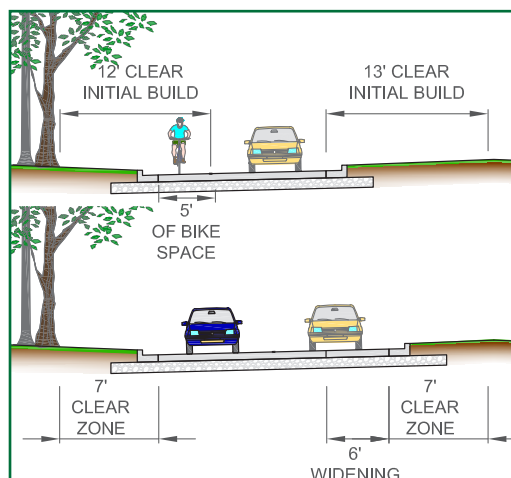 12' CLEAR
INITIAL BUILD
13' CLEAR
INITIAL BUILD
5'
OF BIKE
SPACE
7'
CLEAR
ZONE
7'
CLEAR
ZONE
6'
WIDENING